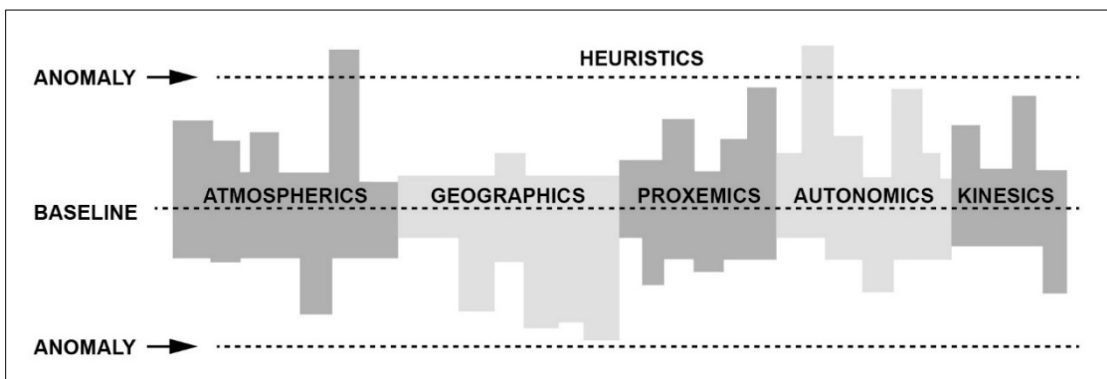 HEURISTICS
ANOMALY
ATMOSPHERICS GEOGRAPHICS PROXEMICS AUTONOMICS KINESICS
BASELINE
ANOMALY